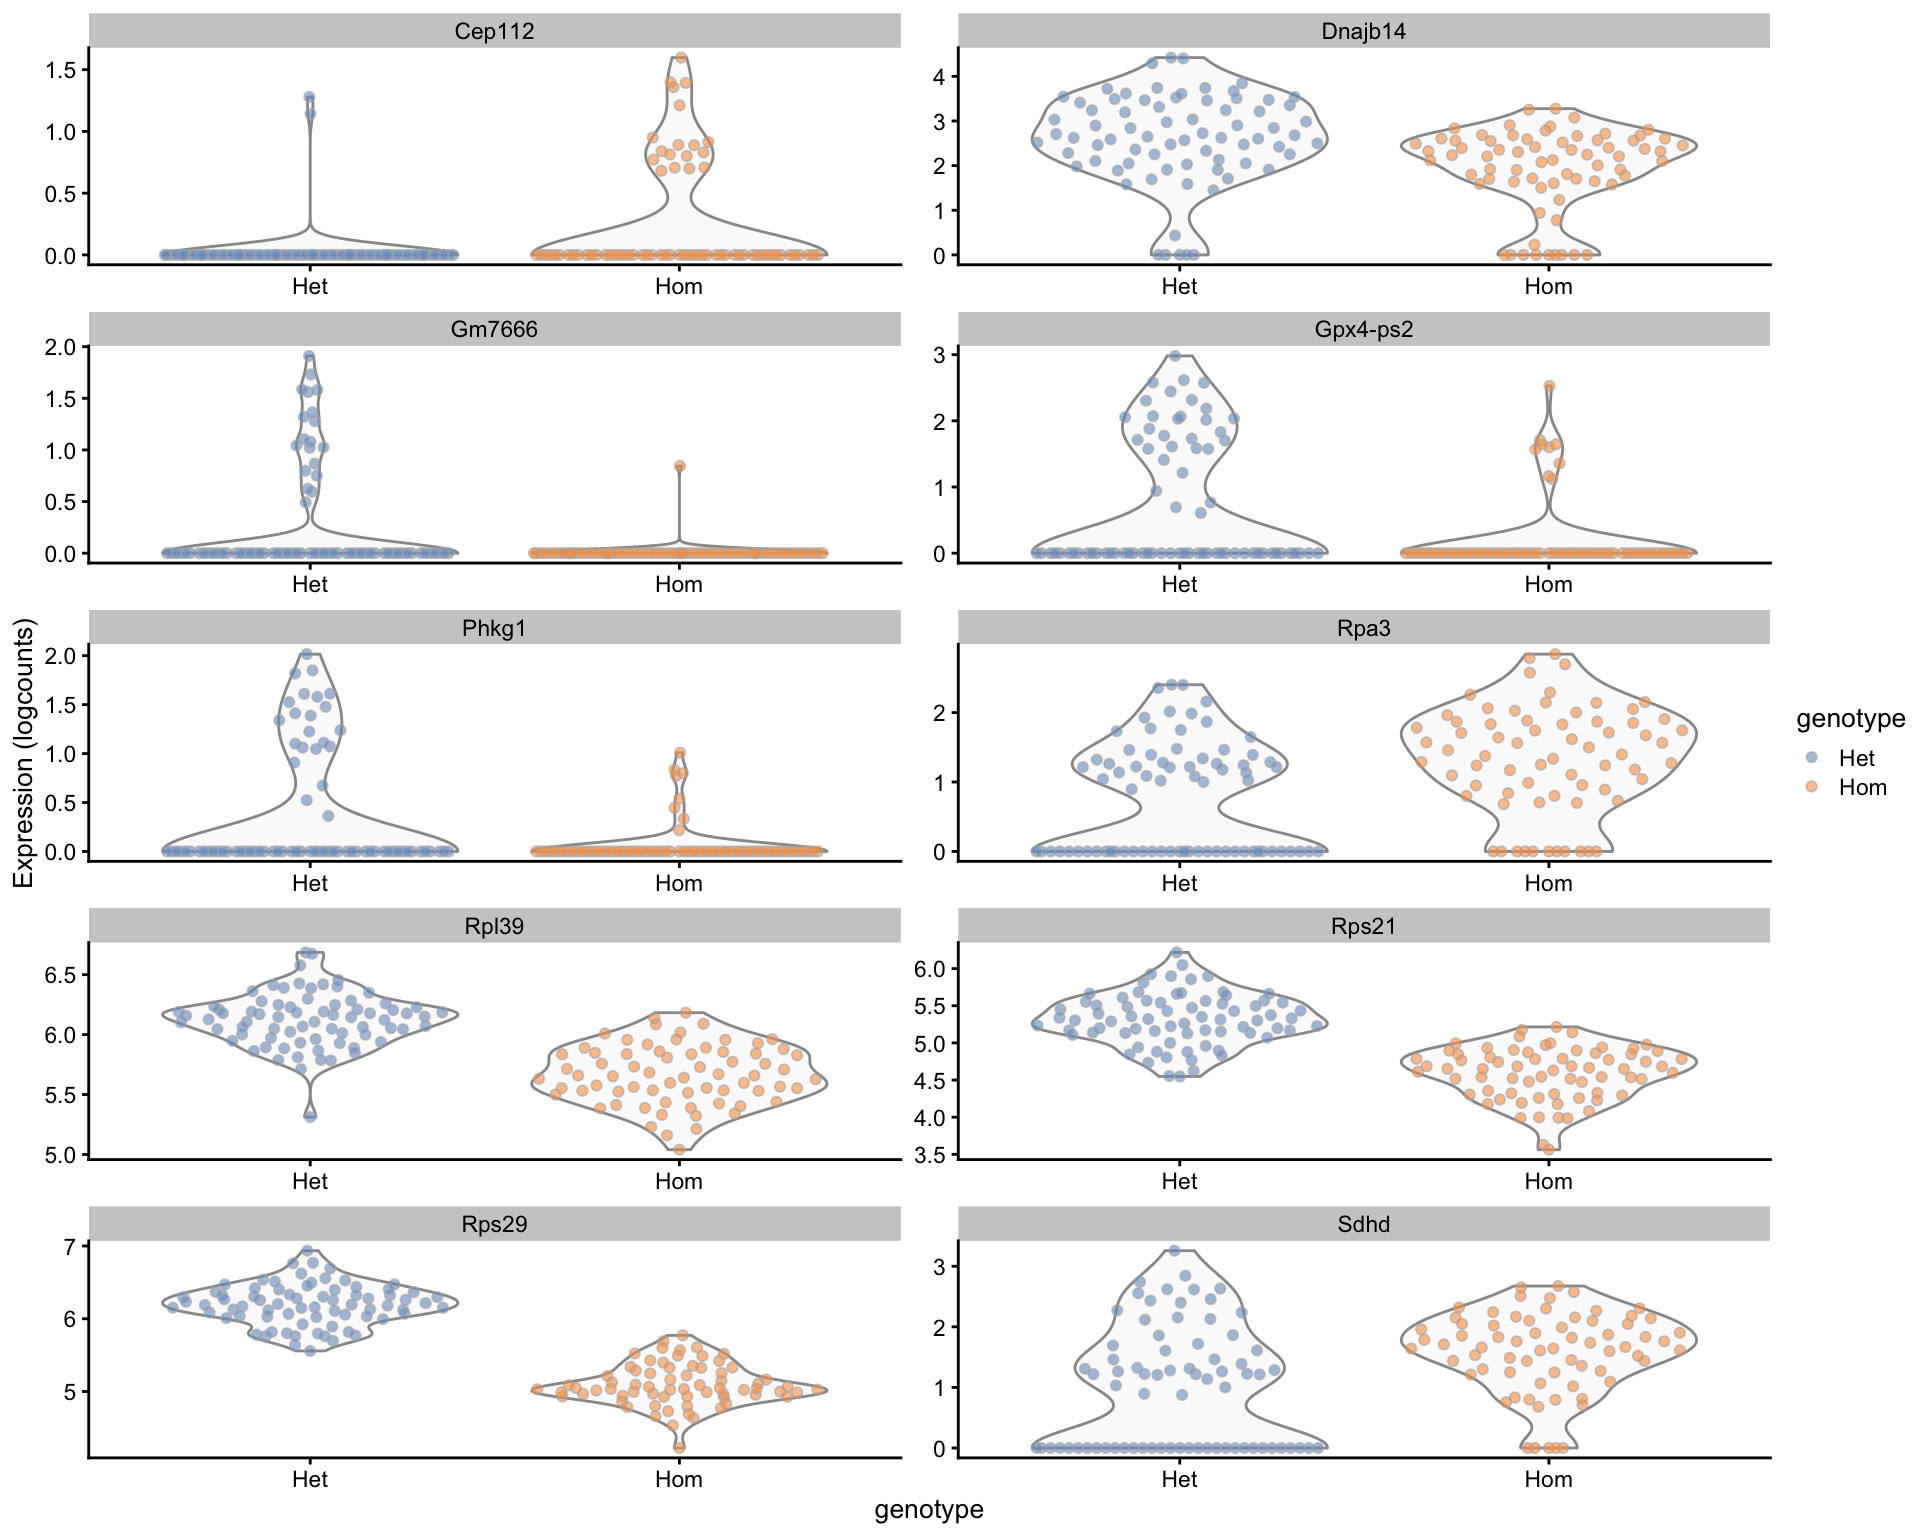 Cep112
Dnajb14
1.5
1.0
0.5
0.0
Het
Hom
4
3
2
1
0
Het
Hom
Gm7666
Gpx4-ps2
2.0
1.5
1.0
0.5
0.0
Het
Hom
3
2
1
0
Het
Hom
Phkg1
Rpa3
2.0
1.5
1.0
0.5
0.0
Het
Hom
2
1
0
Het
Hom
Expression (logcounts)
genotype
Het
Hom
Rpl39
Rps21
6.5
6.0
5.5
5.0
Het
Hom
6.0
5.5
5.0
4.5
4.0
3.5
Het
Hom
Rps29
Sdhd
7
6
5
Het
Hom
3
2
1
0
Het
Hom
genotype